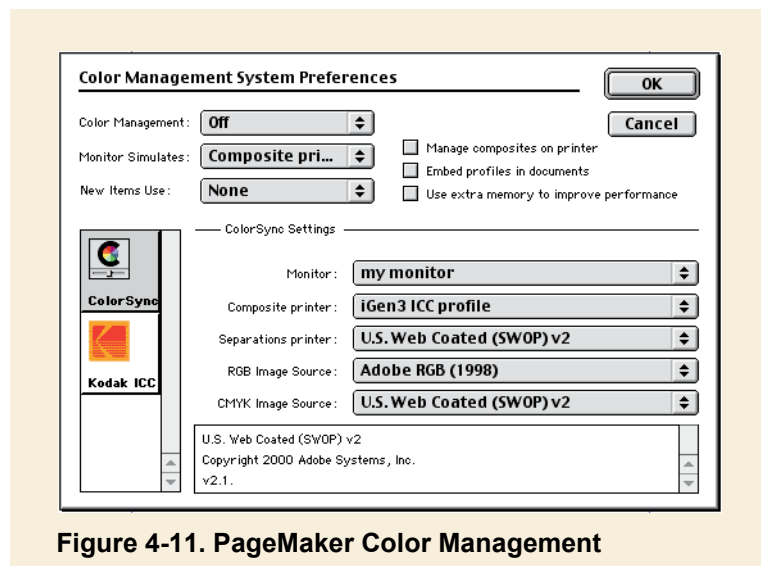 Color Management System Preferences
OK
Color Management: Off
Cancel
Monitor Simulates: Composite pri...
Manage composites on printer
Embed profiles in documents
New Items Use: None
Use extra memory to improve performance
ColorSync Settings
ColorSync
Kodak ICC
Monitor: my monitor
Composite printer: iGen3 ICC profile
Separations printer: U.S. Web Coated (SWOP) v2
RGB Image Source: Adobe RGB (1998)
CMYK Image Source: U.S. Web Coated (SWOP) v2
U.S. Web Coated (SWOP) v2
Copyright 2000 Adobe Systems, Inc.
v2.1.
Figure 4-11. PageMaker Color Management